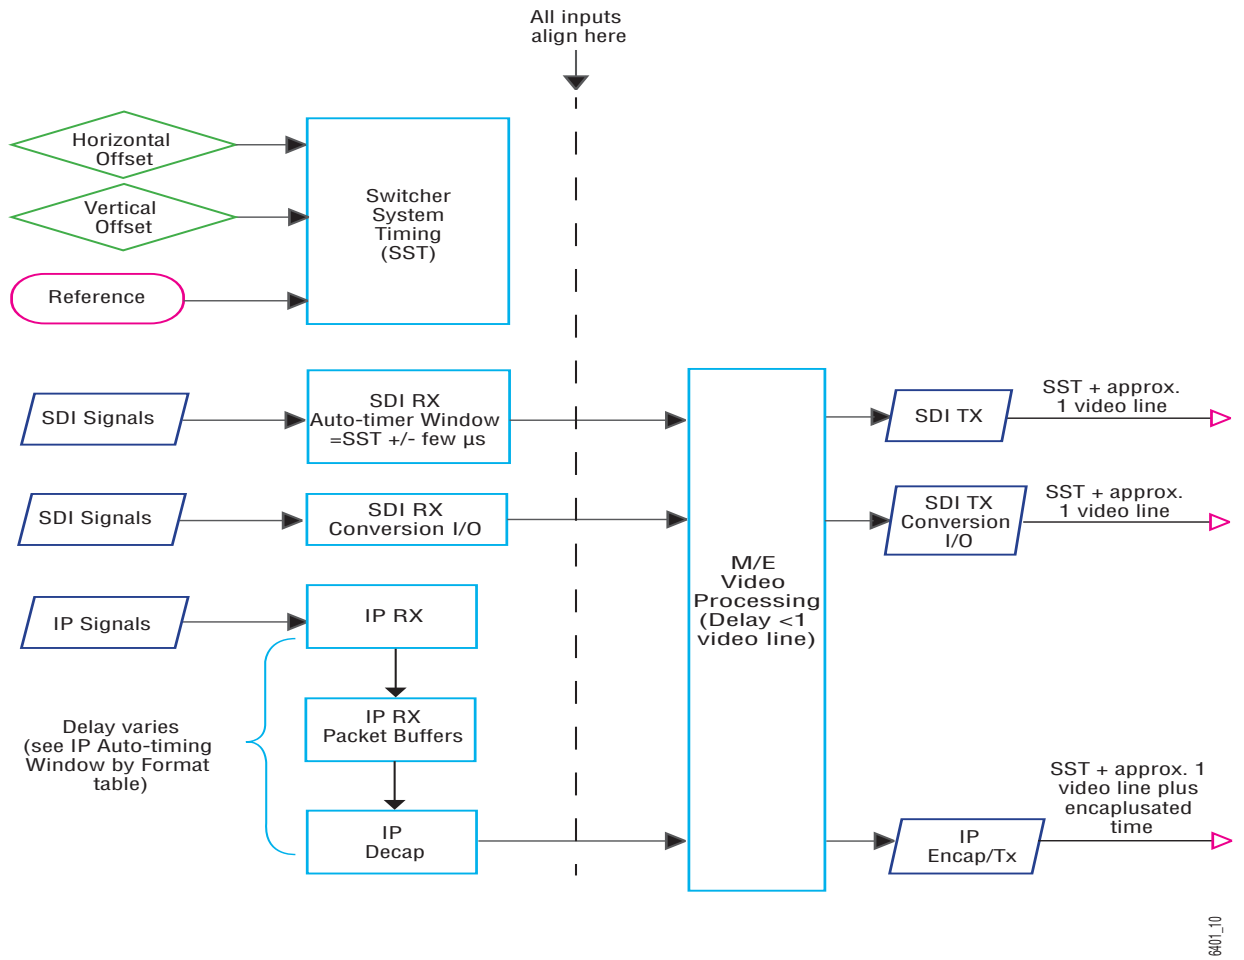 All inputs
align here
Horizontal
Offset
Vertical
Offset
Reference
Switcher
System
Timing
(SST)
SDI Signals
SDI RX
Auto-timer Window
=SST +/- few µs
SDI Signals
SDI RX
Conversion I/O
IP Signals
IP RX
IP RX
Packet Buffers
IP
Decap
Delay varies
(see IP Auto-timing
Window by Format
table)
M/E
Video
Processing
(Delay <1
video line)
SDI TX
SST + approx.
1 video line
SDI TX
Conversion
I/O
SST + approx.
1 video line
IP
Encap/Tx
SST + approx. 1
video line plus
encaplusated
time
6401_10